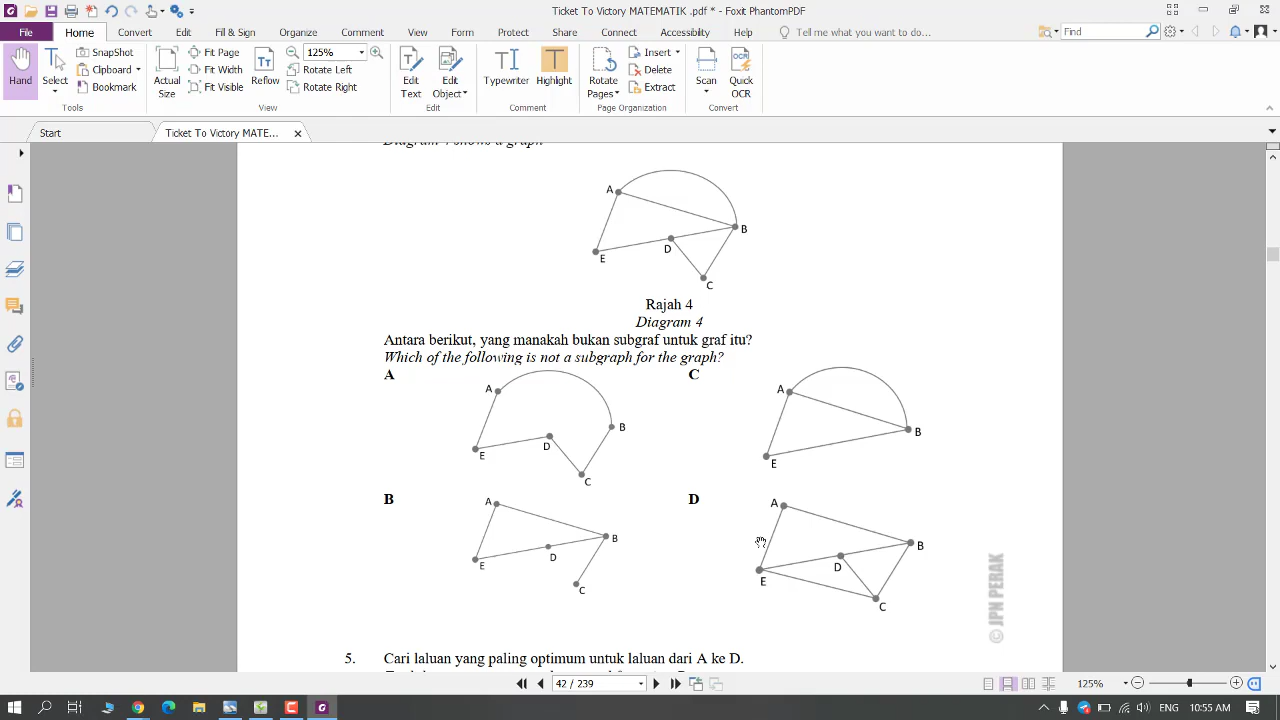 Ticket To Victory MATEMATIK .pdf * - Foxit PhantomPDF
File Home Convert Edit Fill & Sign Organize Comment View Form Protect Share Connect Accessibility Help Tell me what you want to do... Find
Hand
Select
SnapShot
Clipboard
Bookmark
Tools
Actual Size
Fit Page
Fit Width
Fit Visible
Reflow
125%
Rotate Left
Rotate Right
View
Edit Text
Edit Object
Edit
Typewriter
Highlight
Comment
Rotate Pages
Insert
Delete
Extract
Page Organization
Scan
Quick OCR
Convert
Start
Ticket To Victory MATE...
Diagram 4 shows a graph
A
B
D
E
C
Rajah 4
Diagram 4
Antara berikut, yang manakah bukan subgraf untuk graf itu?
Which of the following is not a subgraph for the graph?
A
A
B
D
E
C
C
A
B
E
B
A
B
D
E
C
D
A
B
D
E
C
© JPN PERAK
5. Cari laluan yang paling optimum untuk laluan dari A ke D.
42 / 239
125%
ENG 10:55 AM